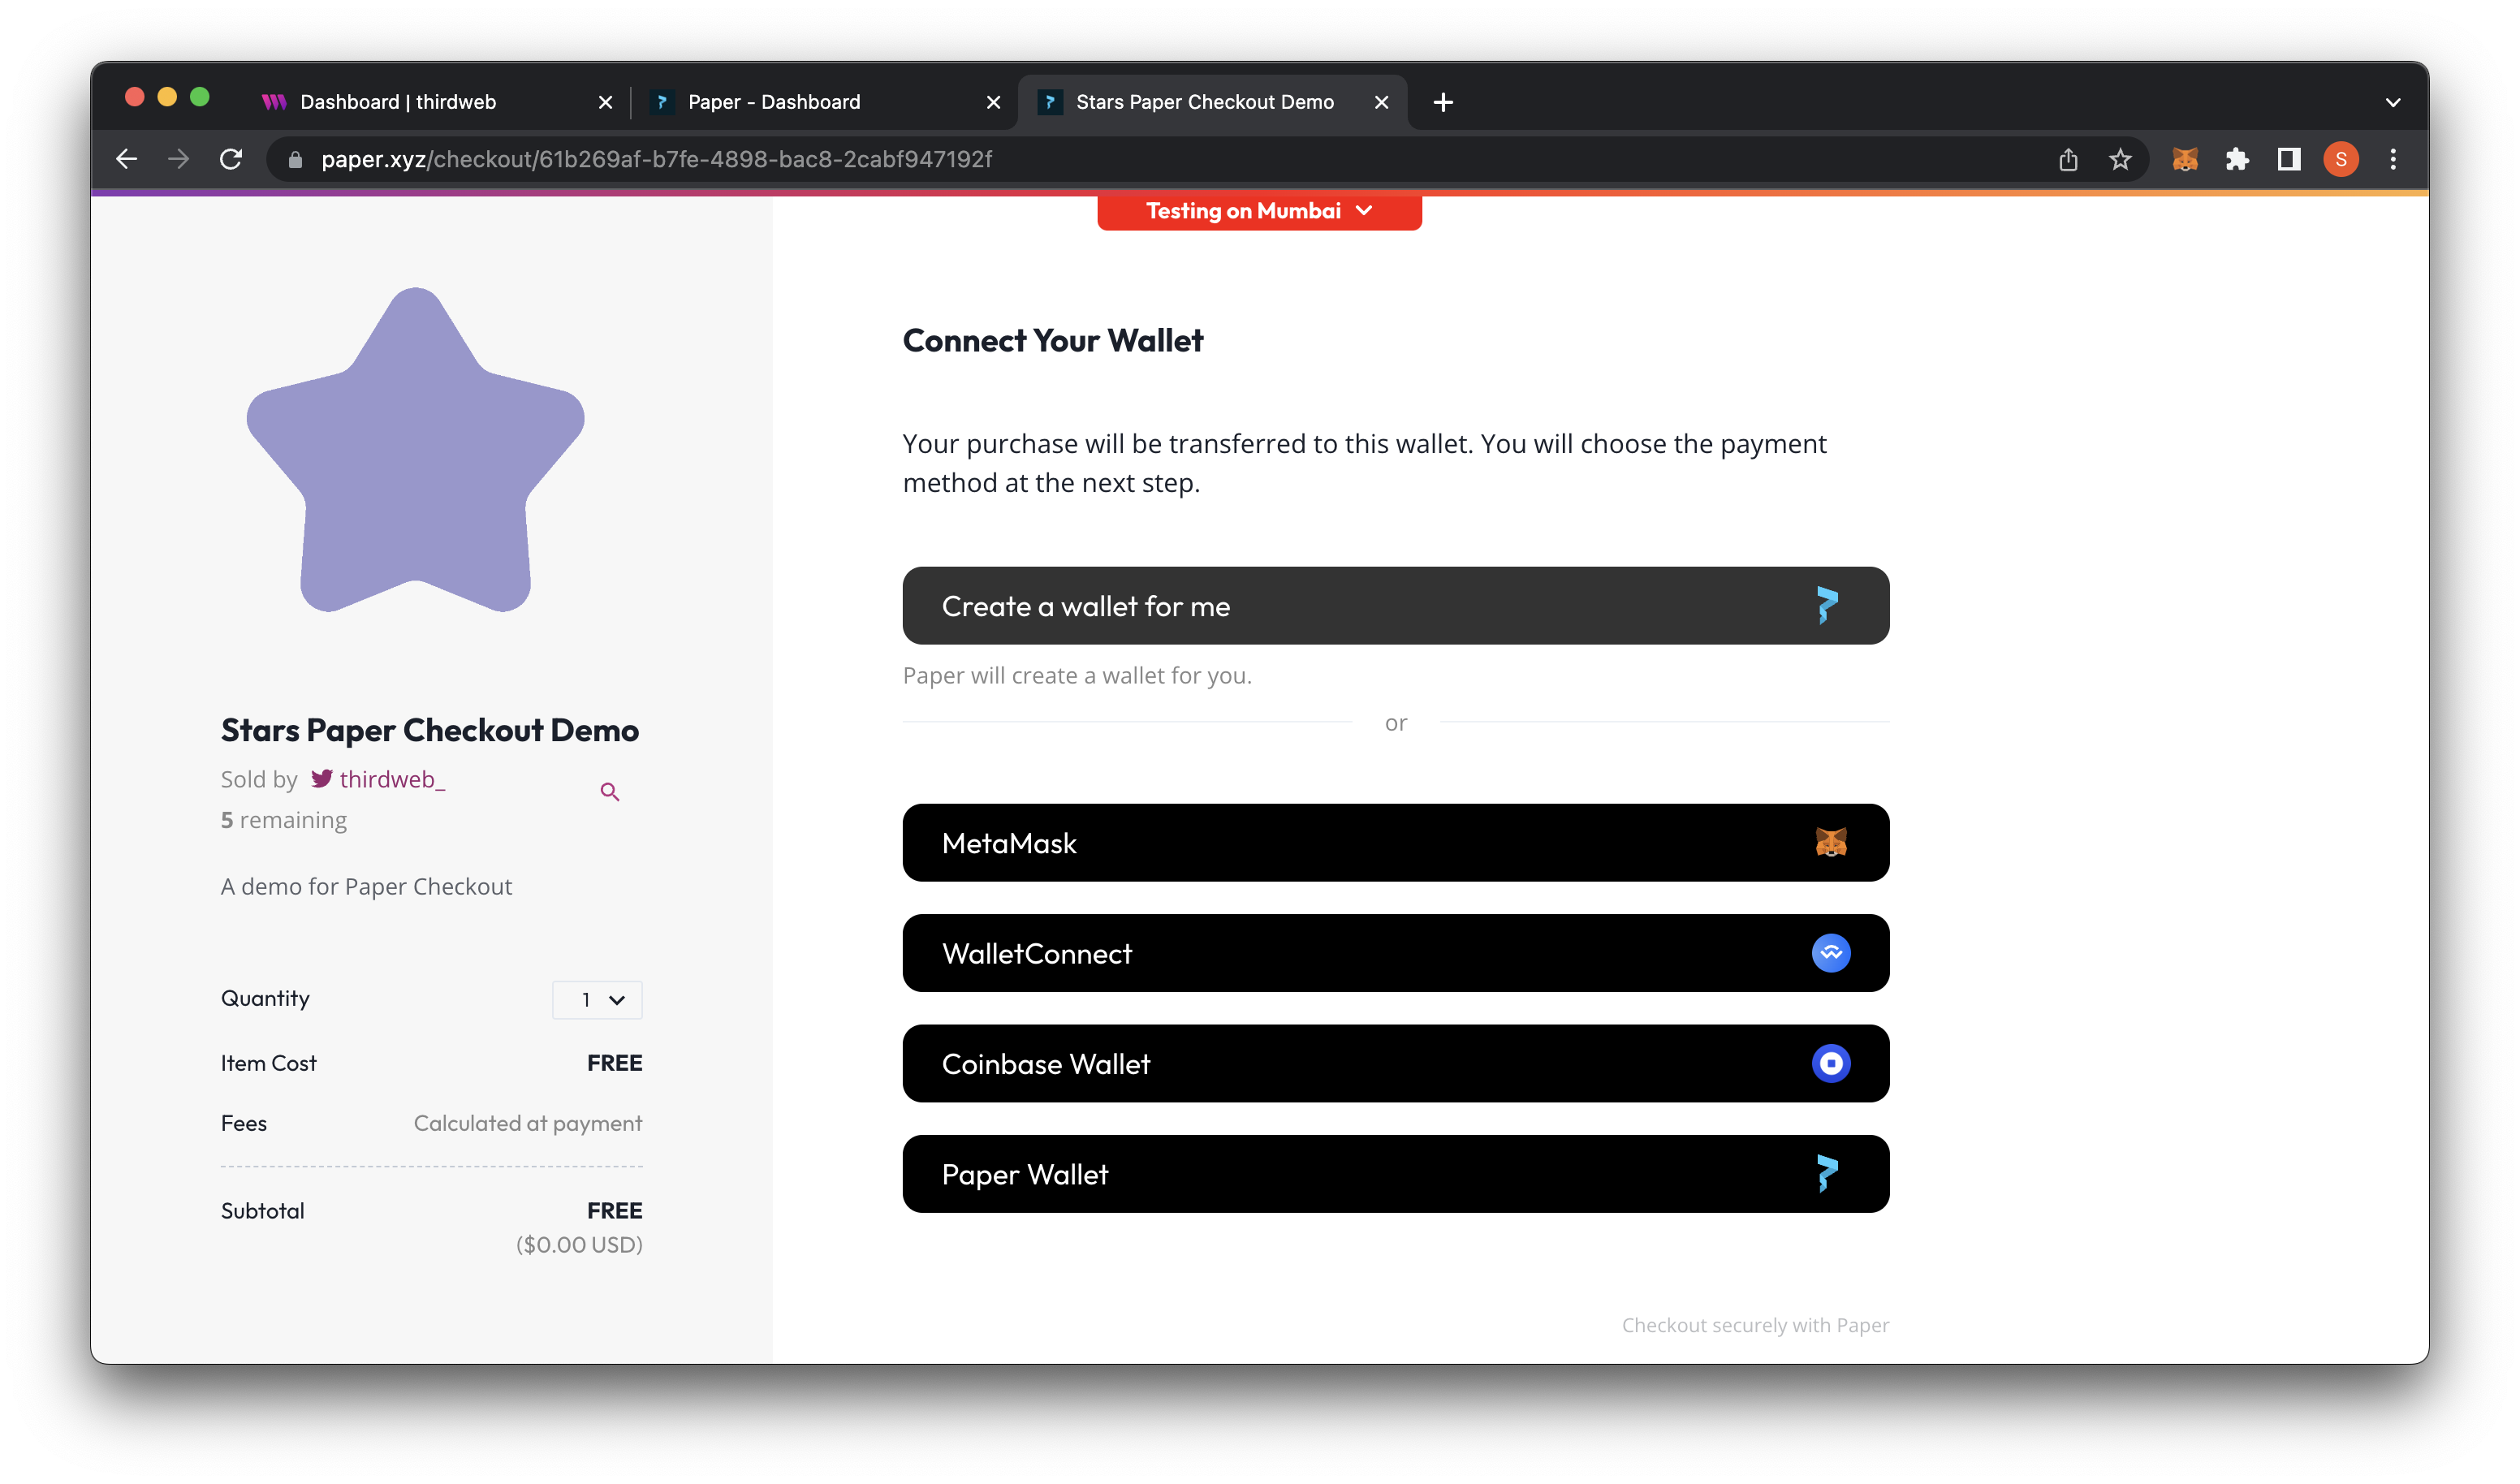 Dashboard | thirdweb
Paper - Dashboard
Stars Paper Checkout Demo
paper.xyz/checkout/61b269af-b7fe-4898-bac8-2cabf947192f
S
Testing on Mumbai
Stars Paper Checkout Demo
Sold by thirdweb_
5 remaining
A demo for Paper Checkout
Quantity 1
Item Cost FREE
Fees Calculated at payment
Subtotal FREE
($0.00 USD)
Connect Your Wallet
Your purchase will be transferred to this wallet. You will choose the payment
method at the next step.
Create a wallet for me
Paper will create a wallet for you.
or
MetaMask
WalletConnect
Coinbase Wallet
Paper Wallet
Checkout securely with Paper